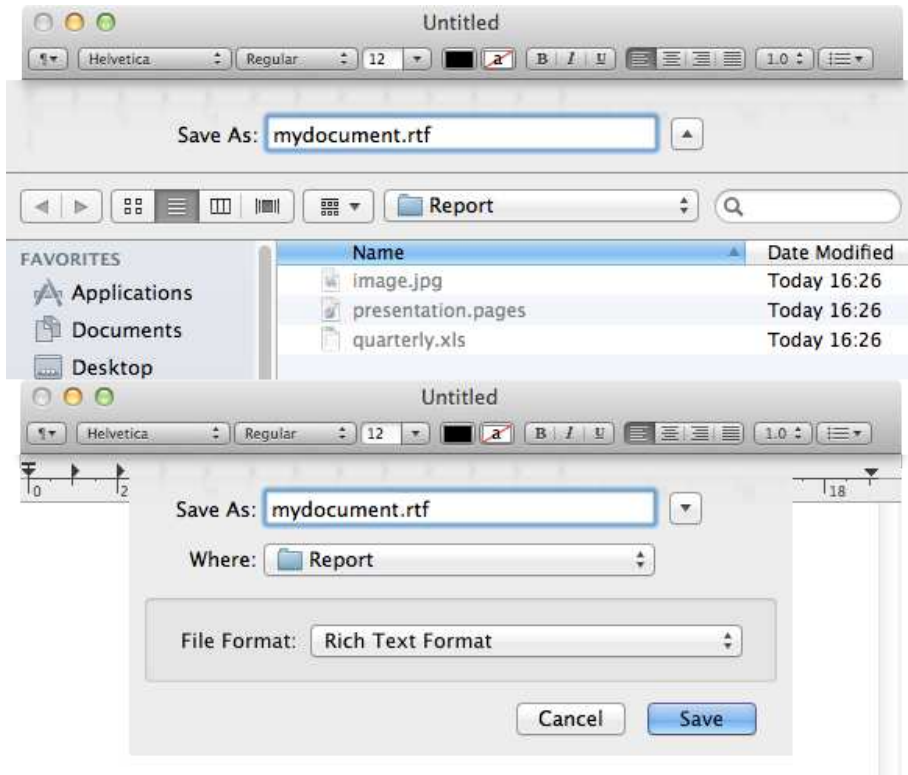 Untitled
¶ Helvetica Regular 12 a B I U 1.0
Save As: mydocument.rtf
Report
FAVORITES Name Date Modified
Applications image.jpg Today 16:26
presentation.pages Today 16:26
Documents quarterly.xls Today 16:26
Desktop
Untitled
¶ Helvetica Regular 12 a B I U 1.0
0 2 18
Save As: mydocument.rtf
Where: Report
File Format: Rich Text Format
Cancel Save